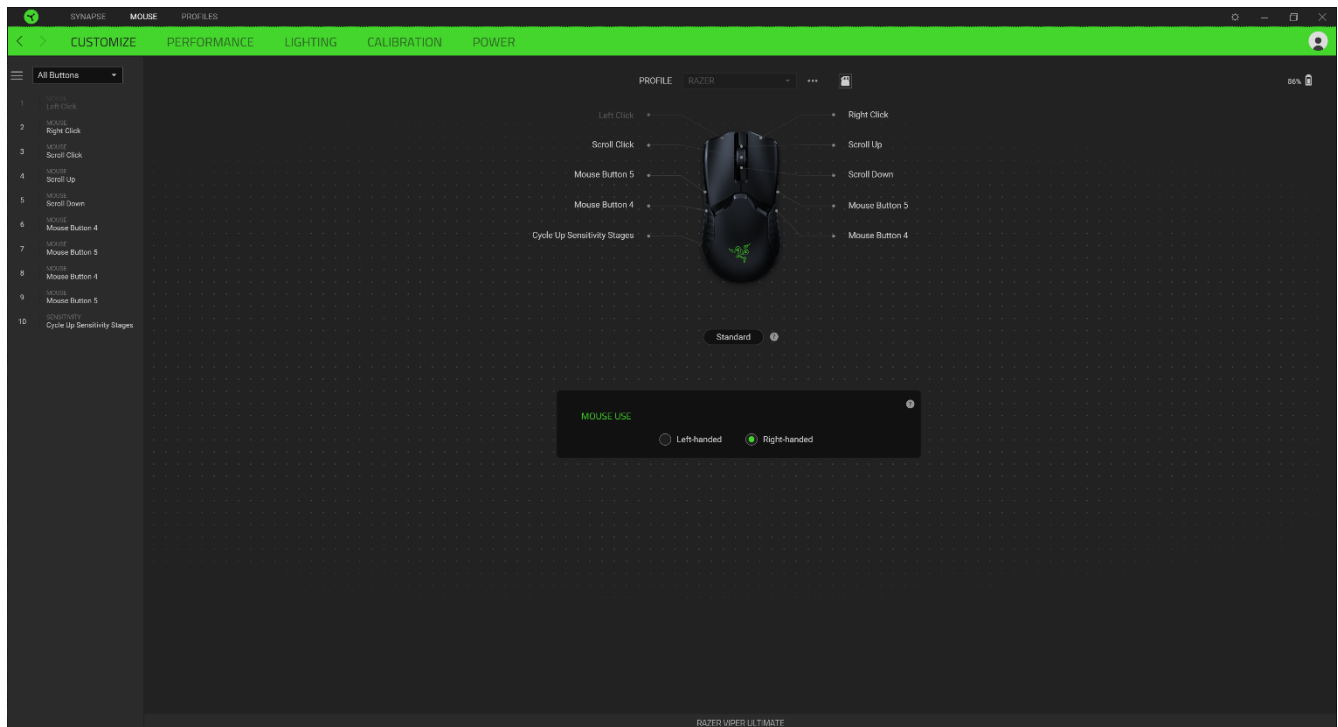 SYNAPSE MOUSE PROFILES
CUSTOMIZE PERFORMANCE LIGHTING CALIBRATION POWER
All Buttons
PROFILE RAZER
86%
1 MOUSE
Left Click
2 MOUSE
Right Click
3 MOUSE
Scroll Click
4 MOUSE
Scroll Up
5 MOUSE
Scroll Down
6 MOUSE
Mouse Button 4
7 MOUSE
Mouse Button 5
8 MOUSE
Mouse Button 4
9 MOUSE
Mouse Button 5
10 SENSITIVITY
Cycle Up Sensitivity Stages
Left Click Right Click
Scroll Click Scroll Up
Mouse Button 5 Scroll Down
Mouse Button 4 Mouse Button 5
Cycle Up Sensitivity Stages Mouse Button 4
Standard ?
?
MOUSE USE
Left-handed Right-handed
RAZER VIPER ULTIMATE